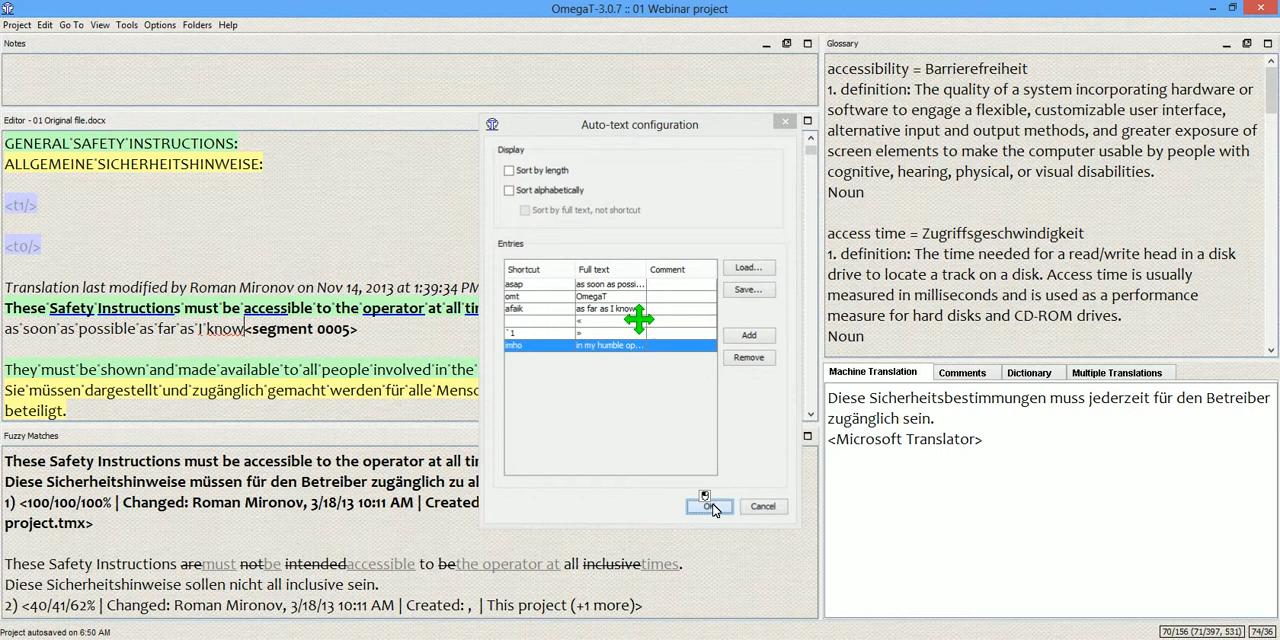 OmegaT-3.0.7 :: 01 Webinar project
Project Edit Go To View Tools Options Folders Help
Notes
Editor - 01 Original file.docx
GENERAL SAFETY INSTRUCTIONS:
ALLGEMEINE SICHERHEITSHINWEISE:
<t1/>
<t0/>
Translation last modified by Roman Mironov on Nov 14, 2013 at 1:39:34 PM
These Safety Instructions must be accessible to the operator at all
as soon as possible as far as I know<segment 0005>
They must be shown and made available to all people involved in the
Sie müssen dargestellt und zugänglich gemacht werden für alle
beteiligt.
Fuzzy Matches
These Safety Instructions must be accessible to the operator at all
Diese Sicherheitshinweise müssen für den Betreiber zugänglich zu
1) <100/100/100% | Changed: Roman Mironov, 3/18/13 10:11 AM | Created
project.tmx>
These Safety Instructions aremust notbe intendedaccessible to bethe operator at all inclusivetimes.
Diese Sicherheitshinweise sollen nicht all inclusive sein.
2) <40/41/62% | Changed: Roman Mironov, 3/18/13 10:11 AM | Created: , | This project (+1 more)>
Project autosaved on 6:50 AM
Auto-text configuration
Display
Sort by length
Sort alphabetically
Sort by full text, not shortcut
Entries
Shortcut Full text Comment
asap as soon as possi...
omt OmegaT
afaik as far as I know
«
`1 »
imho in my humble op...
Load...
Save...
Add
Remove
OK Cancel
Glossary
accessibility = Barrierefreiheit
1. definition: The quality of a system incorporating hardware or
software to engage a flexible, customizable user interface,
alternative input and output methods, and greater exposure of
screen elements to make the computer usable by people with
cognitive, hearing, physical, or visual disabilities.
Noun
access time = Zugriffsgeschwindigkeit
1. definition: The time needed for a read/write head in a disk
drive to locate a track on a disk. Access time is usually
measured in milliseconds and is used as a performance
measure for hard disks and CD-ROM drives.
Noun
Machine Translation Comments Dictionary Multiple Translations
Diese Sicherheitsbestimmungen muss jederzeit für den Betreiber
zugänglich sein.
<Microsoft Translator>
70/156 (71/397, 531) 74/36